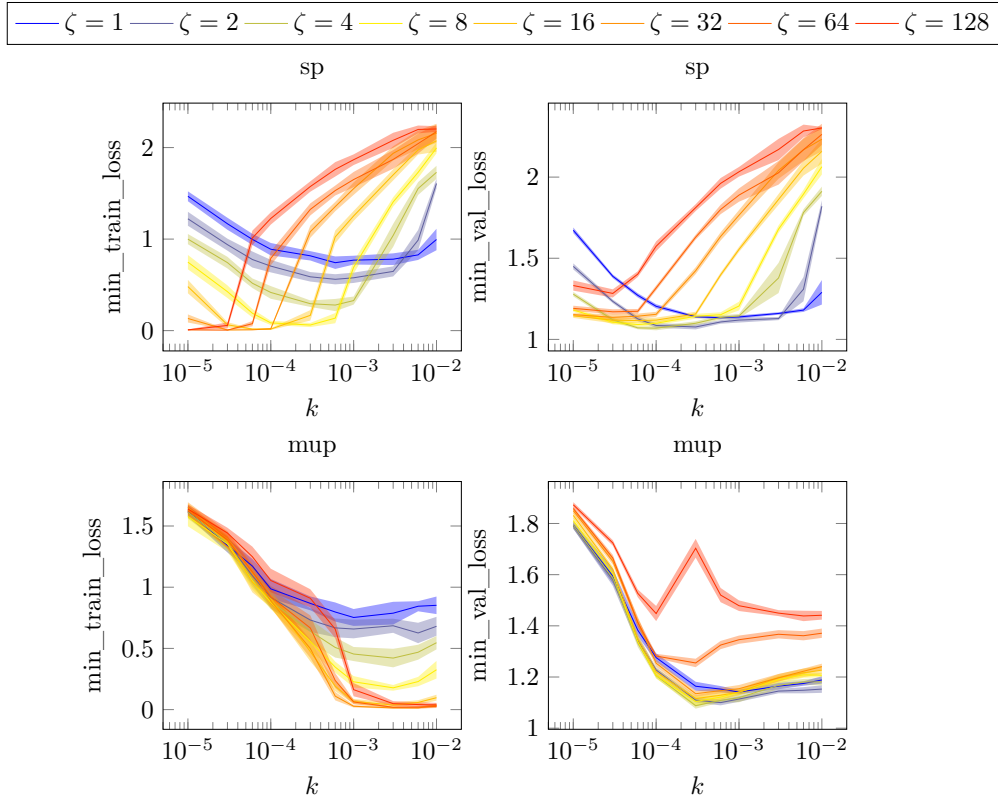 ζ = 1 ζ = 2 ζ = 4 ζ = 8 ζ = 16 ζ = 32 ζ = 64 ζ = 128
sp
min_train_loss
2
1
0
10⁻⁵ 10⁻⁴ 10⁻³ 10⁻²
k
sp
min_val_loss
2
1.5
1
10⁻⁵ 10⁻⁴ 10⁻³ 10⁻²
k
mup
min_train_loss
1.5
1
0.5
0
10⁻⁵ 10⁻⁴ 10⁻³ 10⁻²
k
mup
min_val_loss
1.8
1.6
1.4
1.2
1
10⁻⁵ 10⁻⁴ 10⁻³ 10⁻²
k